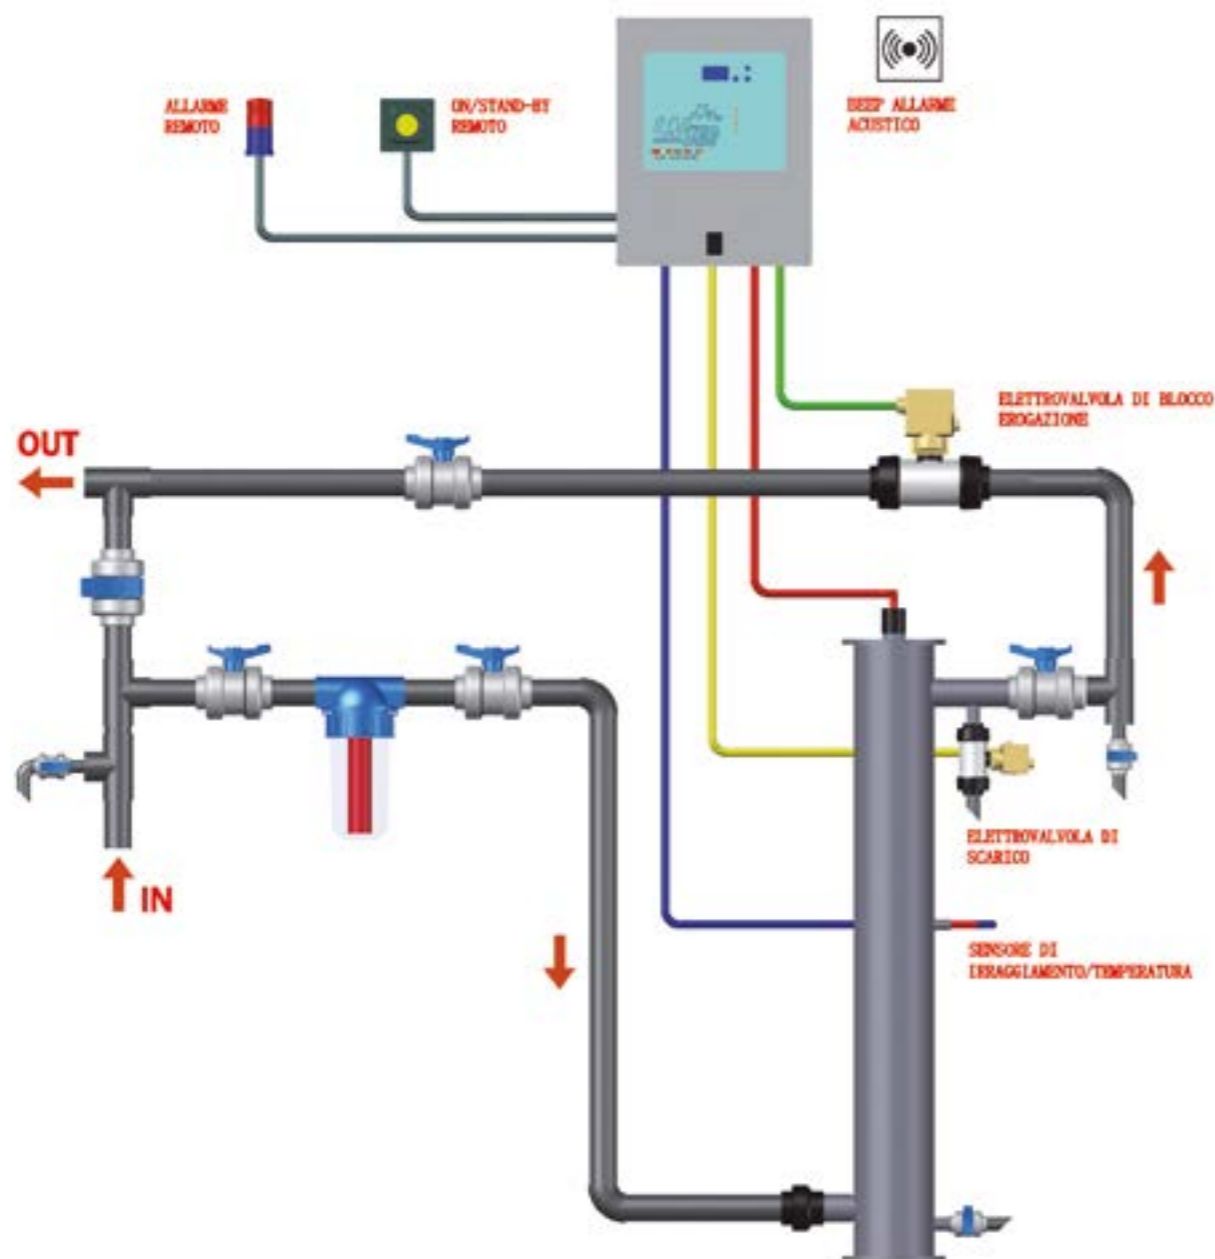 ALLARME
REMOTO
ON/STAND-BY
REMOTO
BEEP ALLARME
ACUSTICO
ELETTROVALVOLA DI BLOCCO
EROGAZIONE
OUT
ELETTROVALVOLA DI
SCARICO
IN
SENSORE DI
IRRAGGIAMENTO/TEMPERATURA